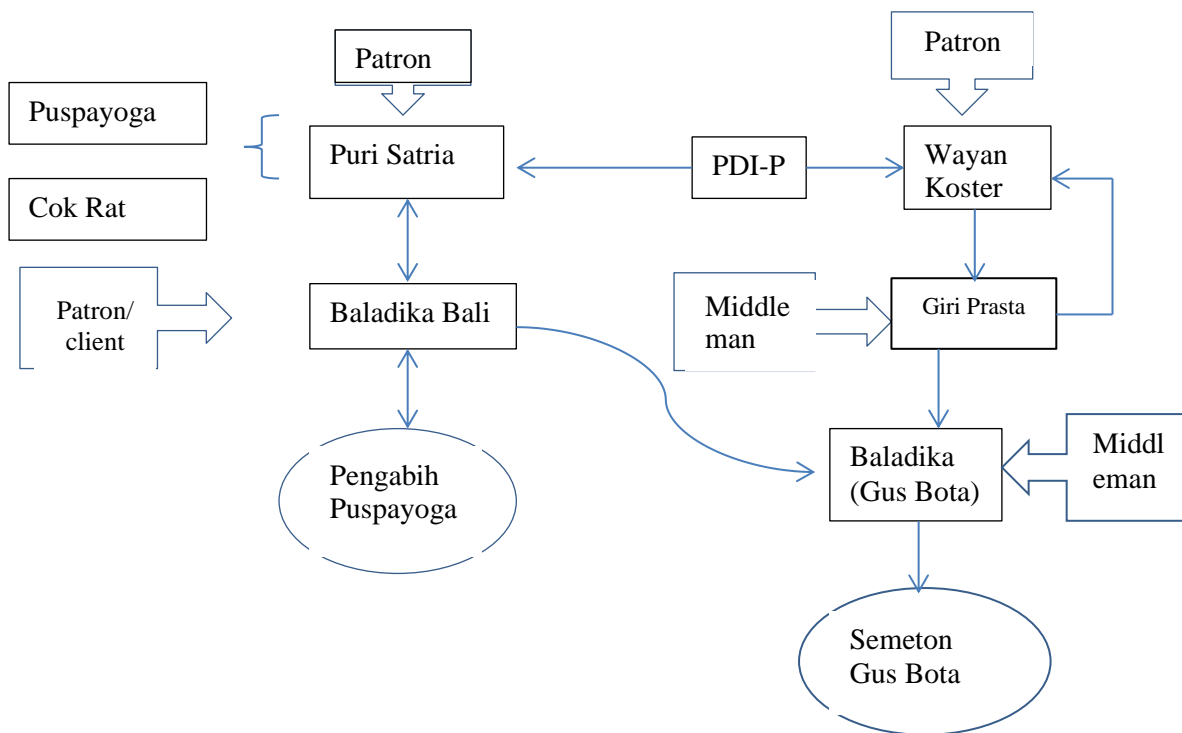 Patron
Patron
Puspayoga
Puri Satria
PDI-P
Wayan
Koster
Cok Rat
Patron/
client
Baladika Bali
Middle
man
Giri Prasta
Pengabih
Puspayoga
Baladika
(Gus Bota)
Middl
eman
Semeton
Gus Bota